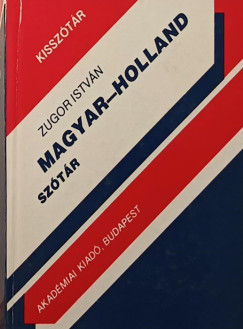 KISSZÓTÁR
ZUGOR ISTVÁN
MAGYAR–HOLLAND
SZÓTÁR
AKADÉMIAI KIADÓ, BUDAPEST